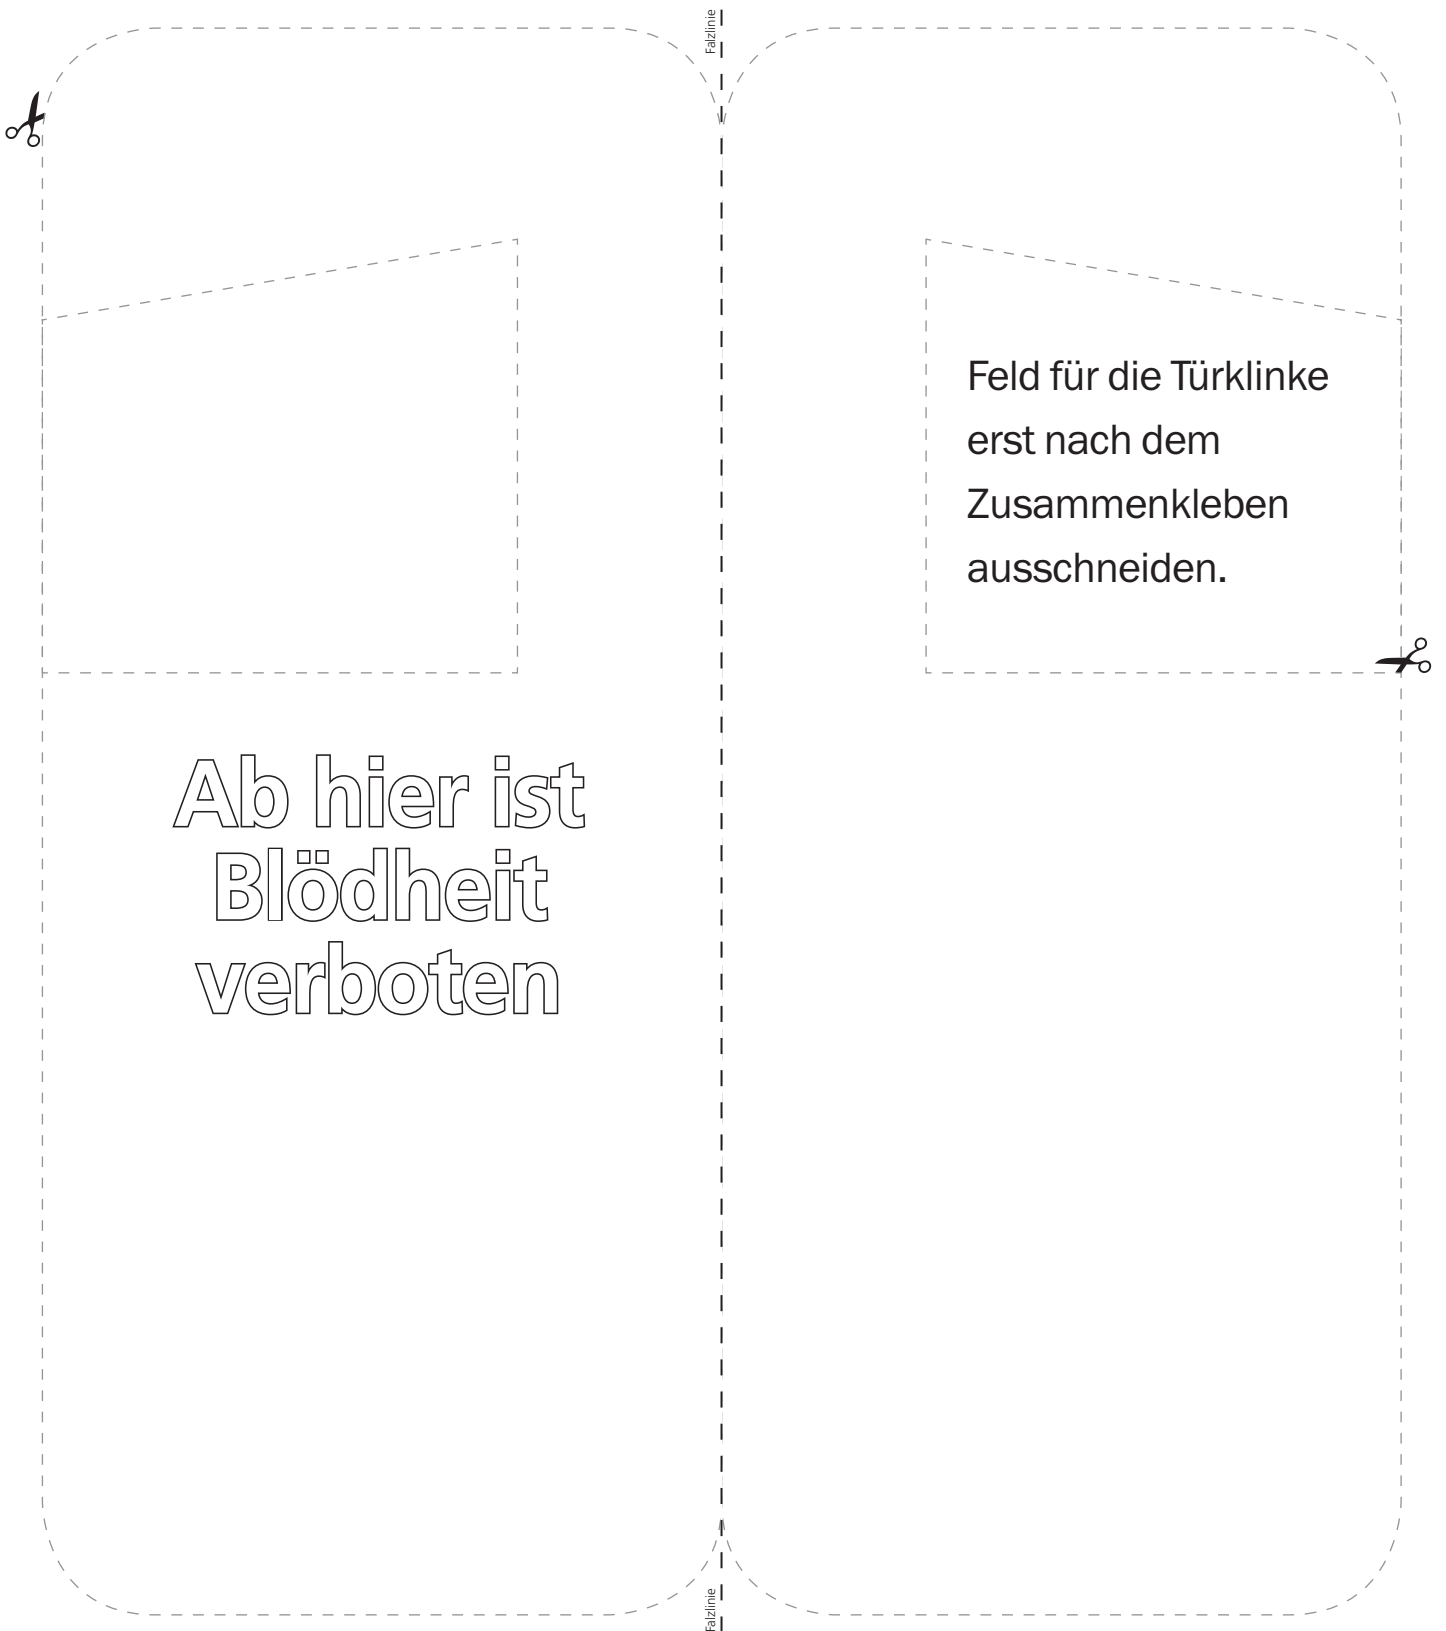 Falzlinie
Feld für die Türklinke
erst nach dem
Zusammenkleben
ausschneiden.
Ab hier ist
Blödheit
verboten
Falzlinie